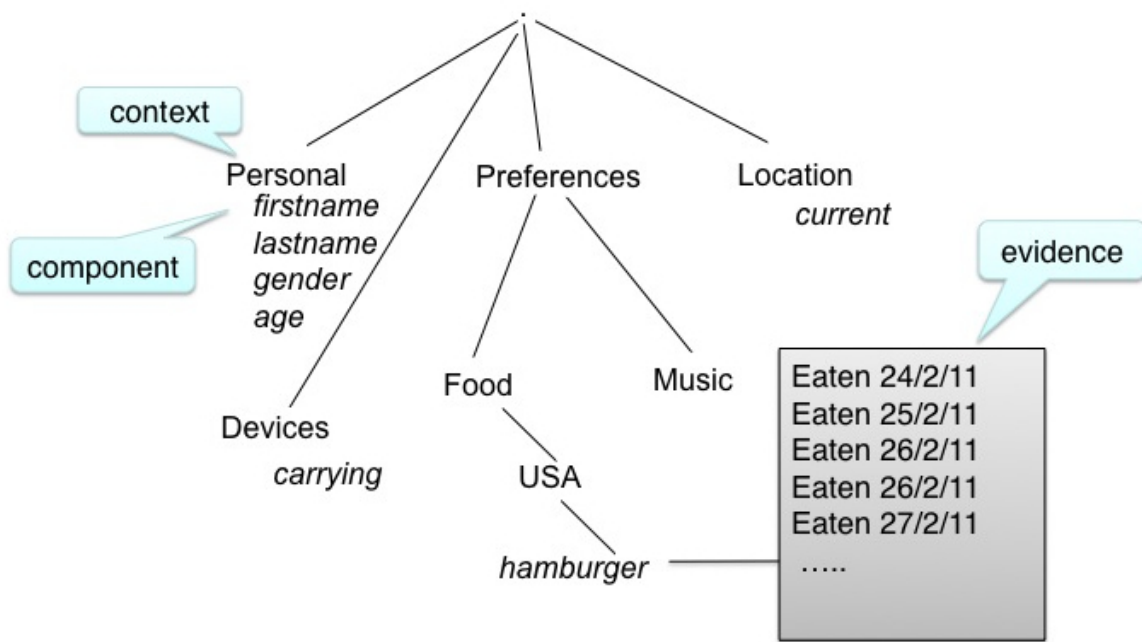 .
context
Personal
firstname
lastname
gender
age
component
Preferences
Location
current
evidence
Devices
carrying
Food
Music
USA
hamburger
Eaten 24/2/11
Eaten 25/2/11
Eaten 26/2/11
Eaten 26/2/11
Eaten 27/2/11
…..